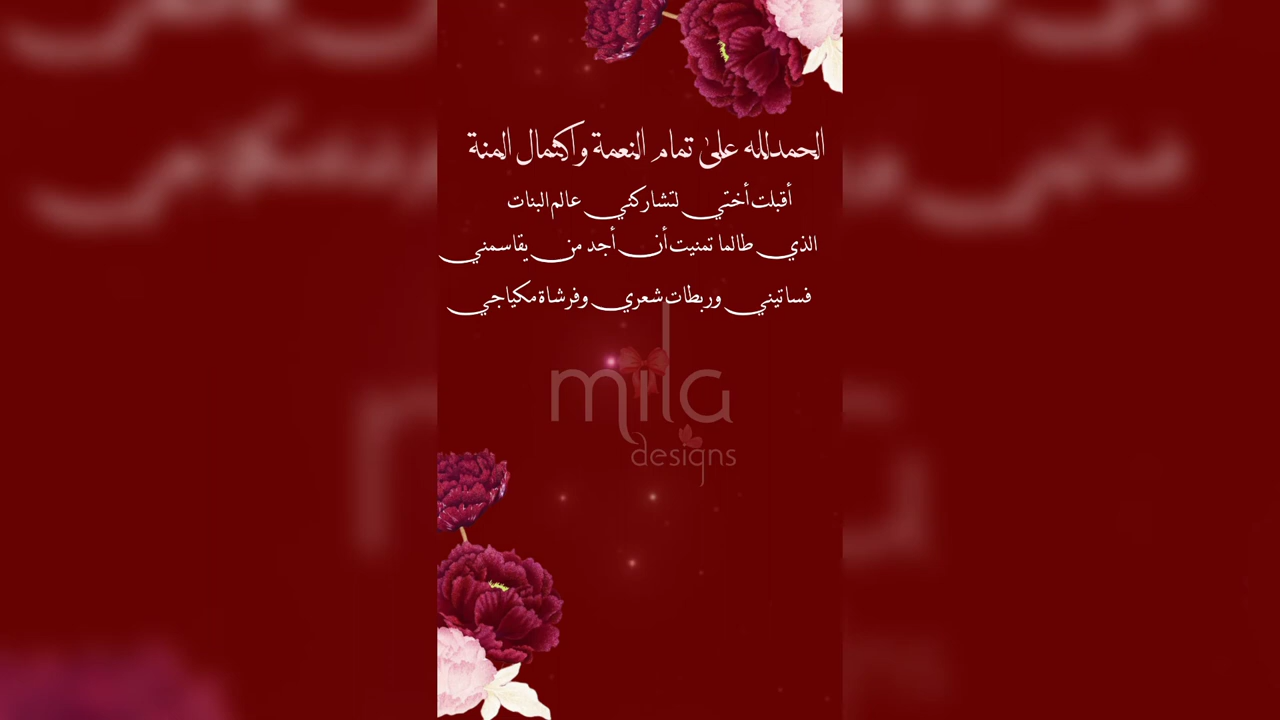 الحمدلله على تمام النعمة واكتمال المنة
أقبلت أختي لتشاركني عالم البنات
الذي طالما تمنيت أن أجد من يقاسمني
فساتيني وربطات شعري وفرشاة مكياجي
mila
designs